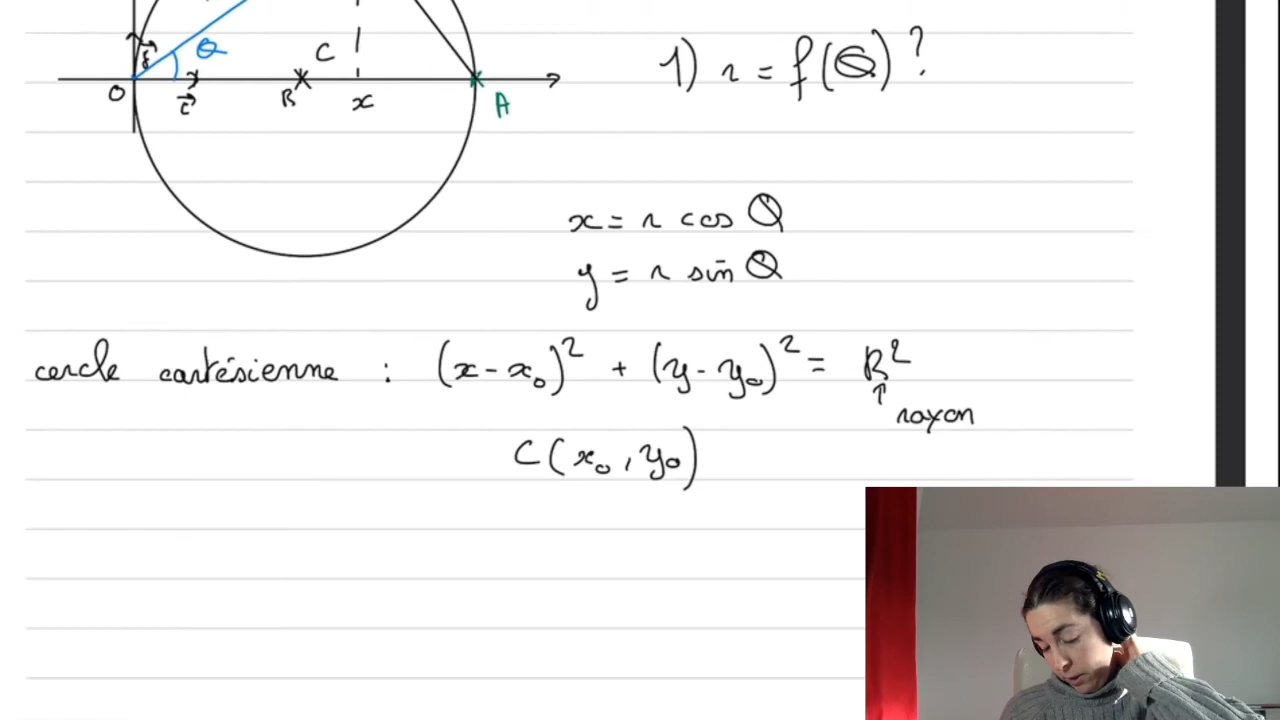 θ
C
O
i
B
x
A
j
1) r = f(θ) ?
x = r cos θ
y = r sin θ
cercle cartésienne : (x - x₀)² + (y - y₀)² = R²
↑
rayon
C(x₀, y₀)